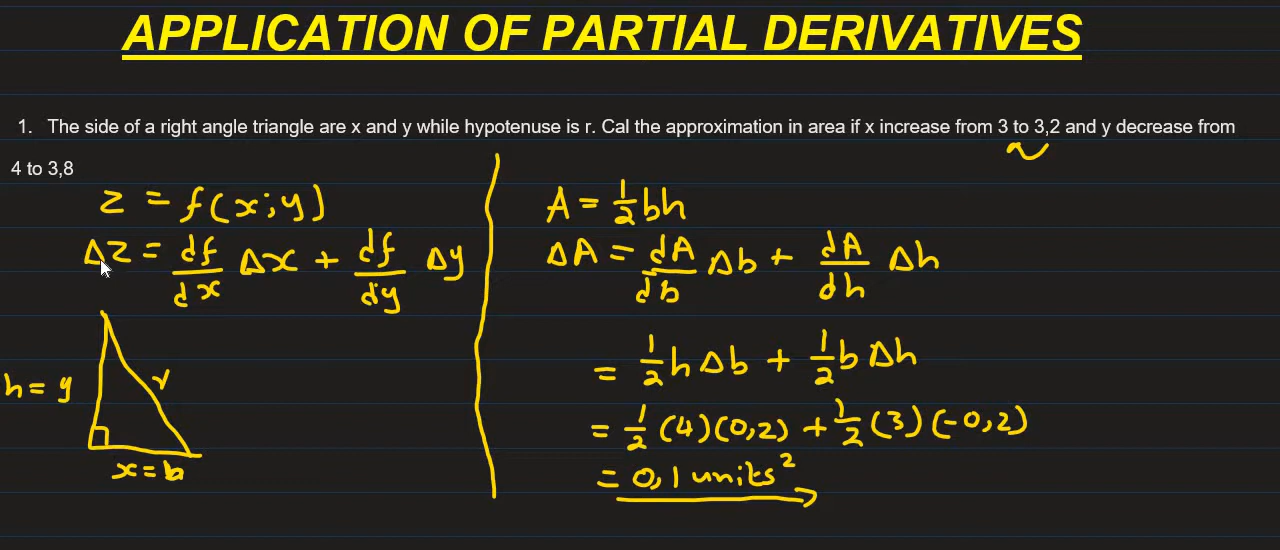 APPLICATION OF PARTIAL DERIVATIVES
1. The side of a right angle triangle are x and y while hypotenuse is r. Cal the approximation in area if x increase from 3 to 3,2 and y decrease from
4 to 3,8
z = f(x;y)
Δz = df/dx Δx + df/dy Δy
h = y
r
x = b
A = 1/2 bh
ΔA = dA/db Δb + dA/dh Δh
= 1/2 h Δb + 1/2 b Δh
= 1/2 (4)(0,2) + 1/2 (3)(-0,2)
= 0,1 units²